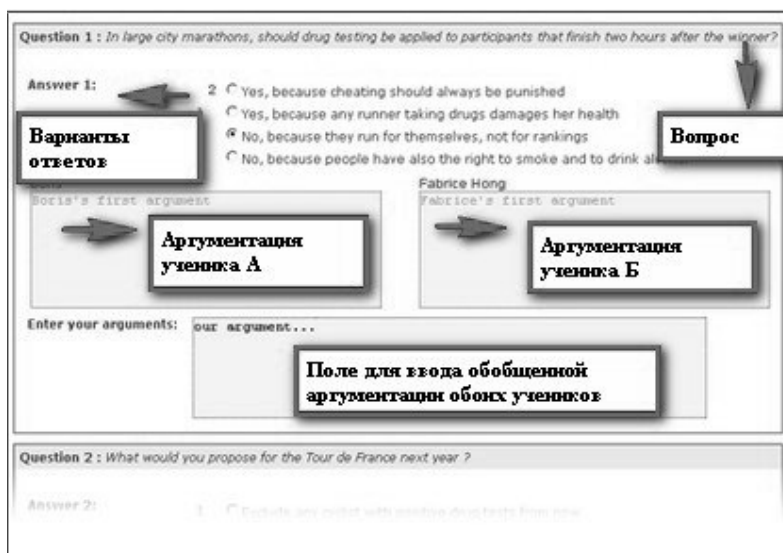 Question 1 : In large city marathons, should drug testing be applied to participants that finish two hours after the winner?
Answer 1:
2 Yes, because cheating should always be punished
Yes, because any runner taking drugs damages her health
No, because they run for themselves, not for rankings
No, because people have also the right to smoke and to drink
Варианты
ответов
Вопрос
Fabrice Hong
Boris's first argument
Fabrice's first argument
Аргументация
ученика А
Аргументация
ученика Б
Enter your arguments:
our argument...
Поле для ввода обобщенной
аргументации обоих учеников
Question 2 : What would you propose for the Tour de France next year ?
Answer 2: